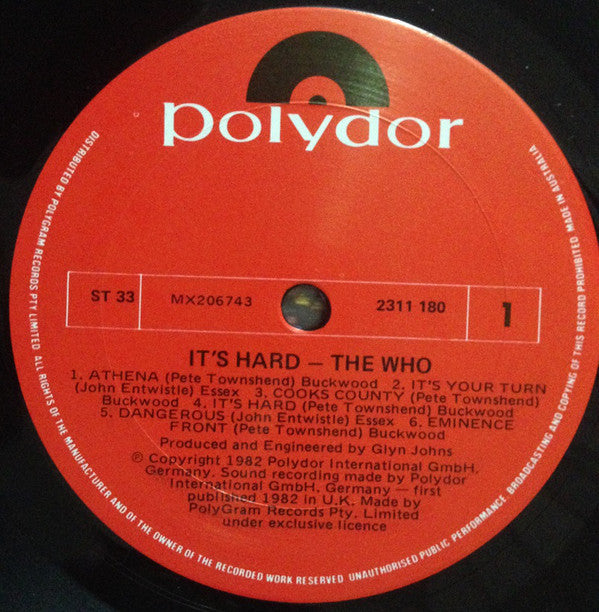 polydor
ST 33
MX206743
2311 180
1
IT'S HARD — THE WHO
1. ATHENA (Pete Townshend) Buckwood 2. IT'S YOUR TURN
(John Entwistle) Essex 3. COOKS COUNTY (Pete Townshend)
Buckwood 4. IT'S HARD (Pete Townshend) Buckwood
5. DANGEROUS (John Entwistle) Essex 6. EMINENCE
FRONT (Pete Townshend) Buckwood
Produced and Engineered by Glyn Johns
℗ Copyright 1982 Polydor International GmbH,
Germany. Sound recording made by Polydor
International GmbH, Germany — first
published 1982 in U.K. Made by
PolyGram Records Pty. Limited
under exclusive licence
DISTRIBUTED BY POLYGRAM RECORDS PTY LIMITED. ALL RIGHTS OF THE MANUFACTURER AND OF THE OWNER OF THE RECORDED WORK RESERVED UNAUTHORISED PUBLIC PERFORMANCE, BROADCASTING AND COPYING OF THIS RECORD PROHIBITED MADE IN AUSTRALIA